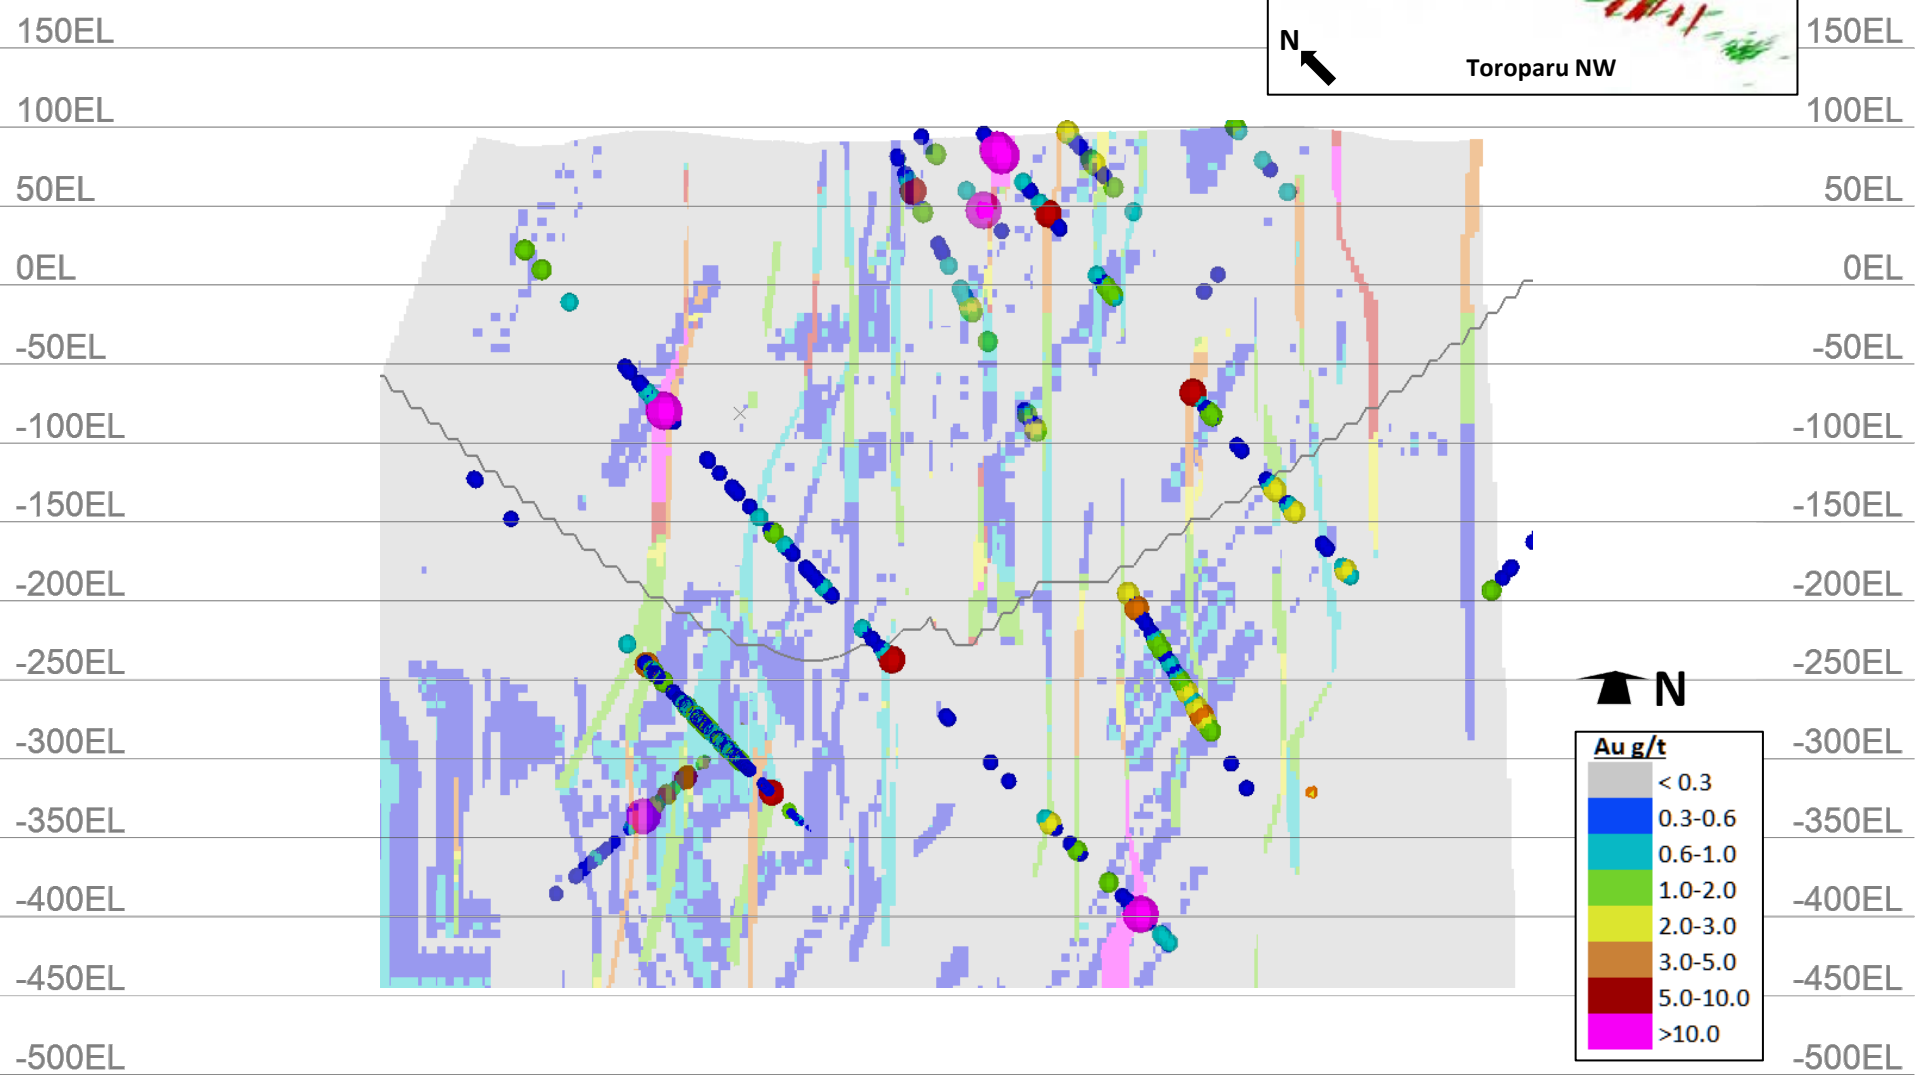 150EL
150EL
N
Toroparu NW
100EL
100EL
50EL
50EL
0EL
0EL
-50EL
-50EL
-100EL
-100EL
-150EL
-150EL
-200EL
-200EL
-250EL
-250EL
N
-300EL
-300EL
Au g/t
< 0.3
0.3-0.6
0.6-1.0
1.0-2.0
2.0-3.0
3.0-5.0
5.0-10.0
>10.0
-350EL
-350EL
-400EL
-400EL
-450EL
-450EL
-500EL
-500EL